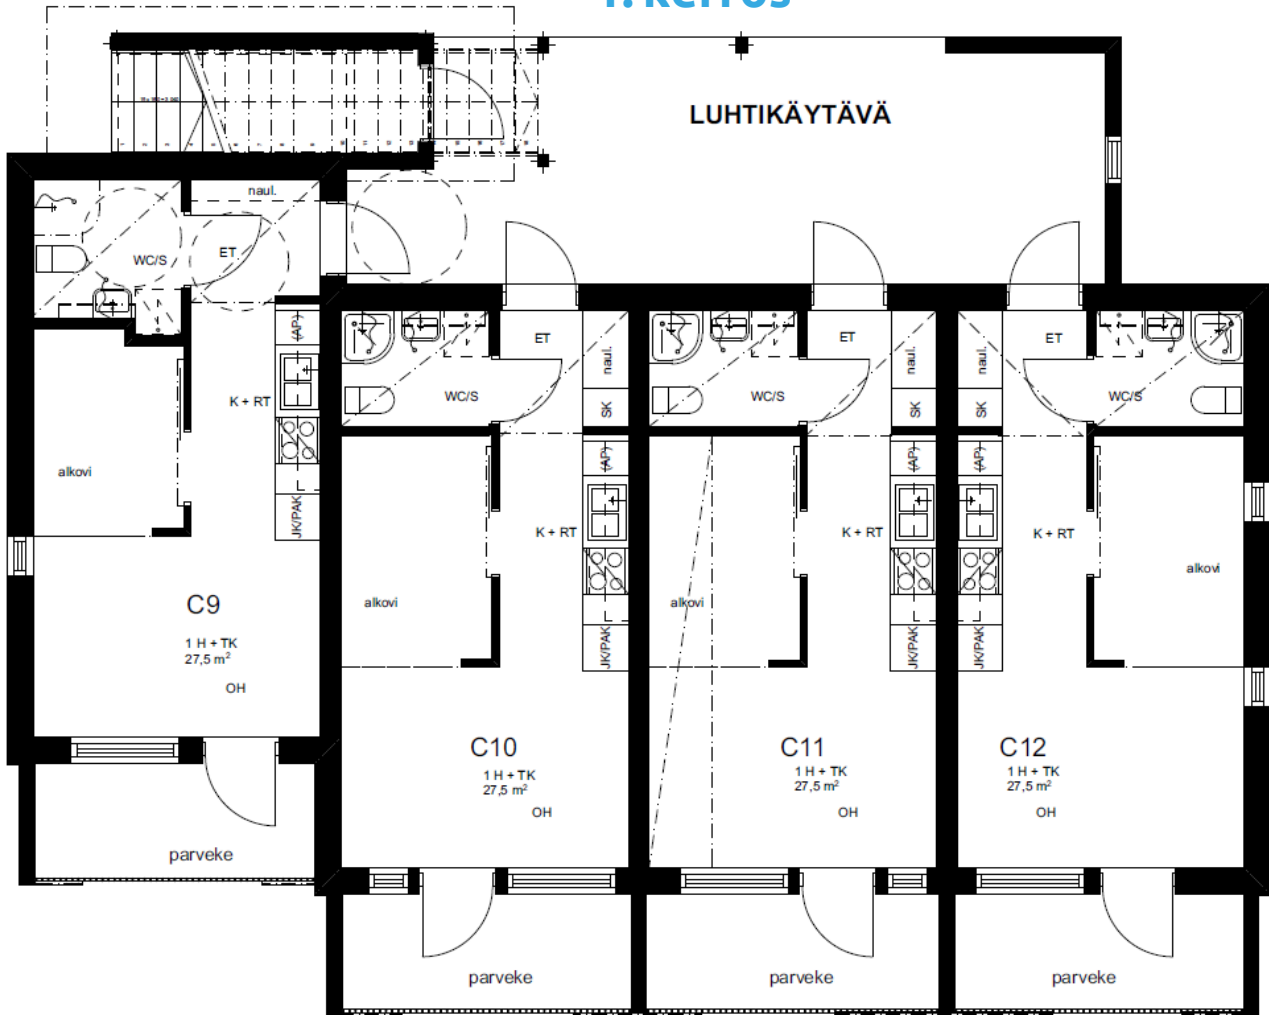 1. kerros
LUHTIKÄYTÄVÄ
naul.
WC/S
ET
(AP)
K + RT
alkovi
JK/PAK
C9
1 H + TK
27,5 m²
OH
parveke
ET
naul.
WC/S
SK
(AP)
K + RT
alkovi
JK/PAK
C10
1 H + TK
27,5 m²
OH
parveke
ET
naul.
WC/S
SK
(AP)
K + RT
alkovi
JK/PAK
C11
1 H + TK
27,5 m²
OH
parveke
naul.
ET
SK
WC/S
(AP)
K + RT
alkovi
JK/PAK
C12
1 H + TK
27,5 m²
OH
parveke